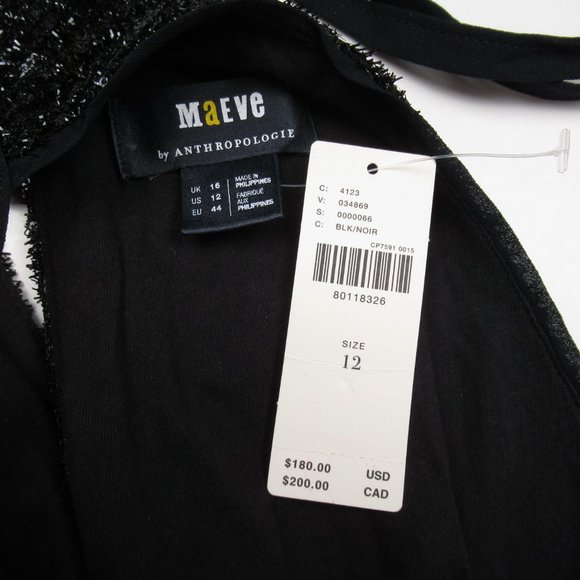 MaEVe
by ANTHROPOLOGIE
UK 16
US 12
EU 44
MADE IN
PHILIPPINES
FABRIQUÉ
AUX
PHILIPPINES
C: 4123
V: 034869
S: 0000066
C: BLK/NOIR
CP7591 0015
80118326
SIZE
12
$180.00 USD
$200.00 CAD